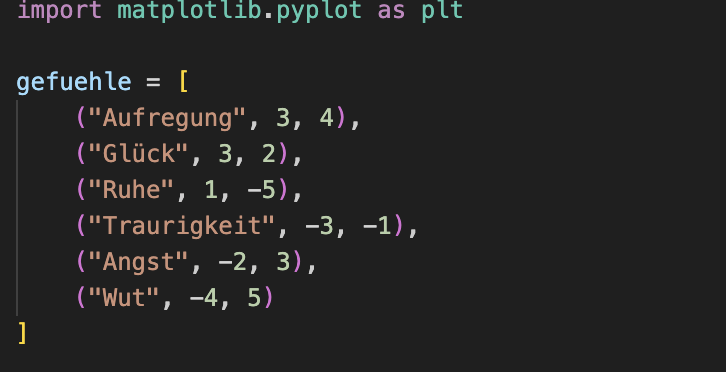 import matplotlib.pyplot as plt
gefuehle = [
("Aufregung", 3, 4),
("Glück", 3, 2),
("Ruhe", 1, -5),
("Traurigkeit", -3, -1),
("Angst", -2, 3),
("Wut", -4, 5)
]